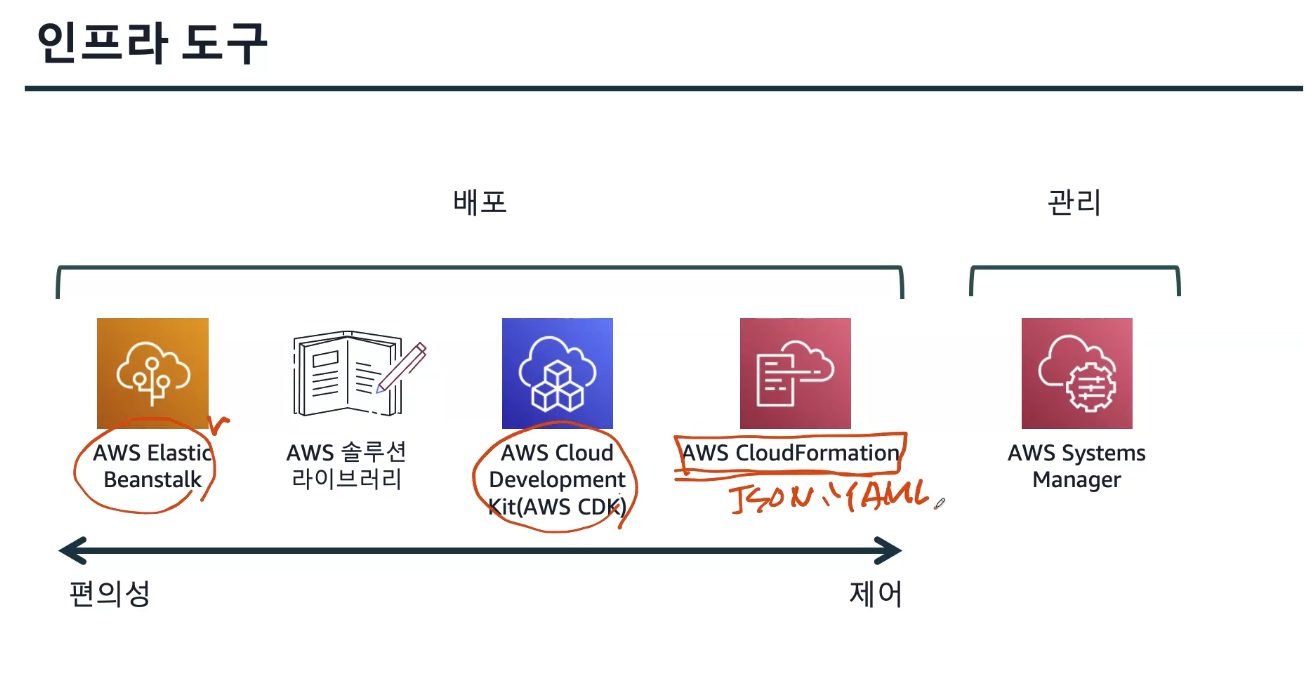 인프라 도구
배포
관리
AWS Elastic
Beanstalk
AWS 솔루션
라이브러리
AWS Cloud
Development
Kit(AWS CDK)
AWS CloudFormation
JSON, YAML
AWS Systems
Manager
편의성
제어